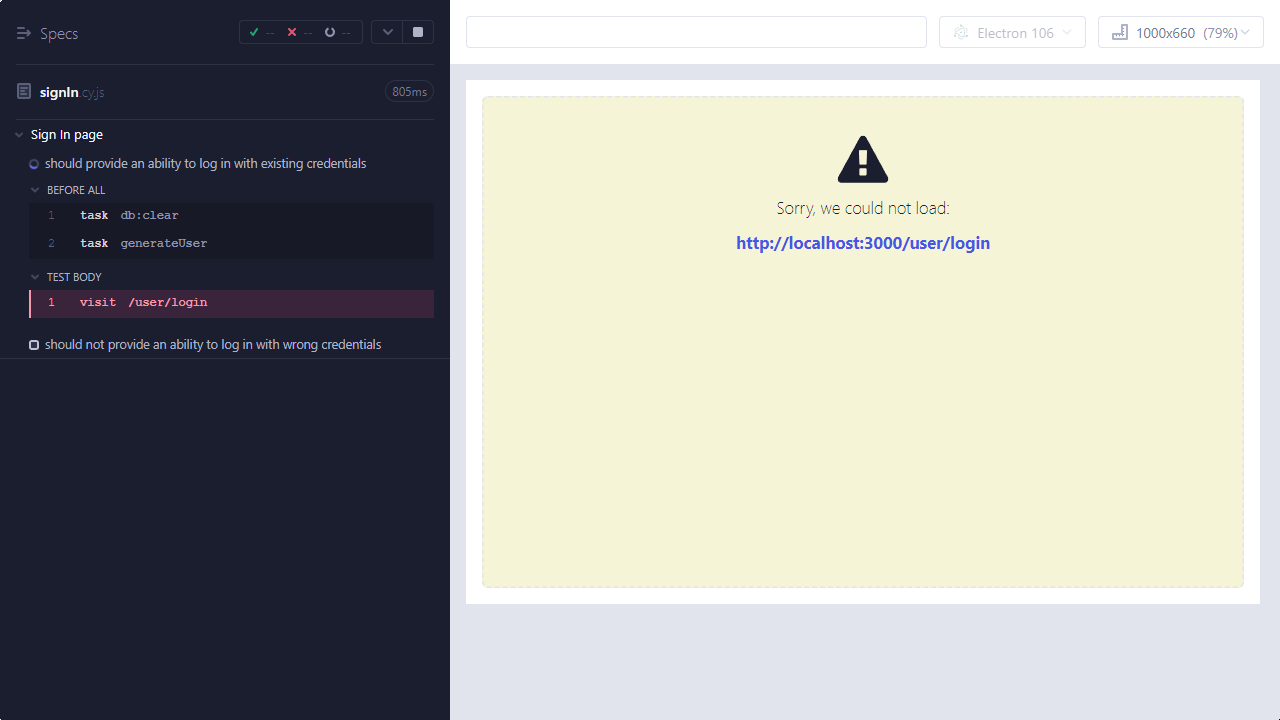 Specs
-- -- --
Electron 106
1000x660 (79%)
signIn.cy.js
805ms
Sign In page
should provide an ability to log in with existing credentials
BEFORE ALL
1 task db:clear
2 task generateUser
TEST BODY
1 visit /user/login
should not provide an ability to log in with wrong credentials
Sorry, we could not load:
http://localhost:3000/user/login